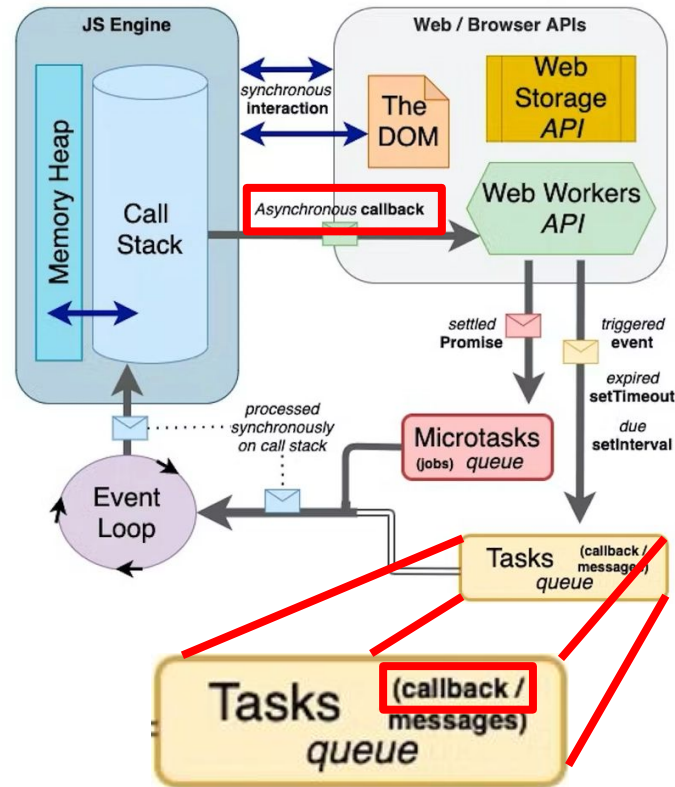 JS Engine
Memory Heap
Call
Stack
Web / Browser APIs
synchronous
interaction
The
DOM
Web
Storage
API
Asynchronous callback
Web Workers
API
settled
Promise
triggered
event
expired
setTimeout
due
setInterval
processed
synchronously
on call stack
Microtasks
(jobs) queue
Event
Loop
Tasks (callback /
messages)
queue
Tasks (callback /
messages)
queue